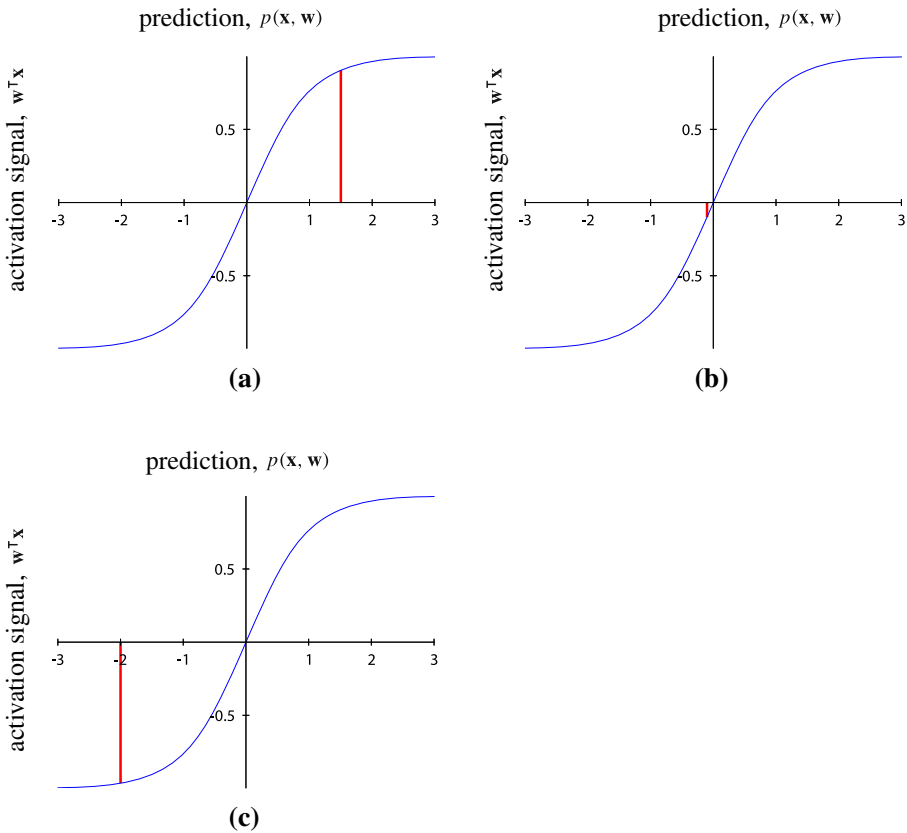 prediction, p(x, w)
activation signal, wᵀx
0.5
-3 -2 -1 1 2 3
-0.5
(a)
prediction, p(x, w)
activation signal, wᵀx
0.5
-3 -2 -1 1 2 3
-0.5
(b)
prediction, p(x, w)
activation signal, wᵀx
0.5
-3 -2 -1 1 2 3
-0.5
(c)